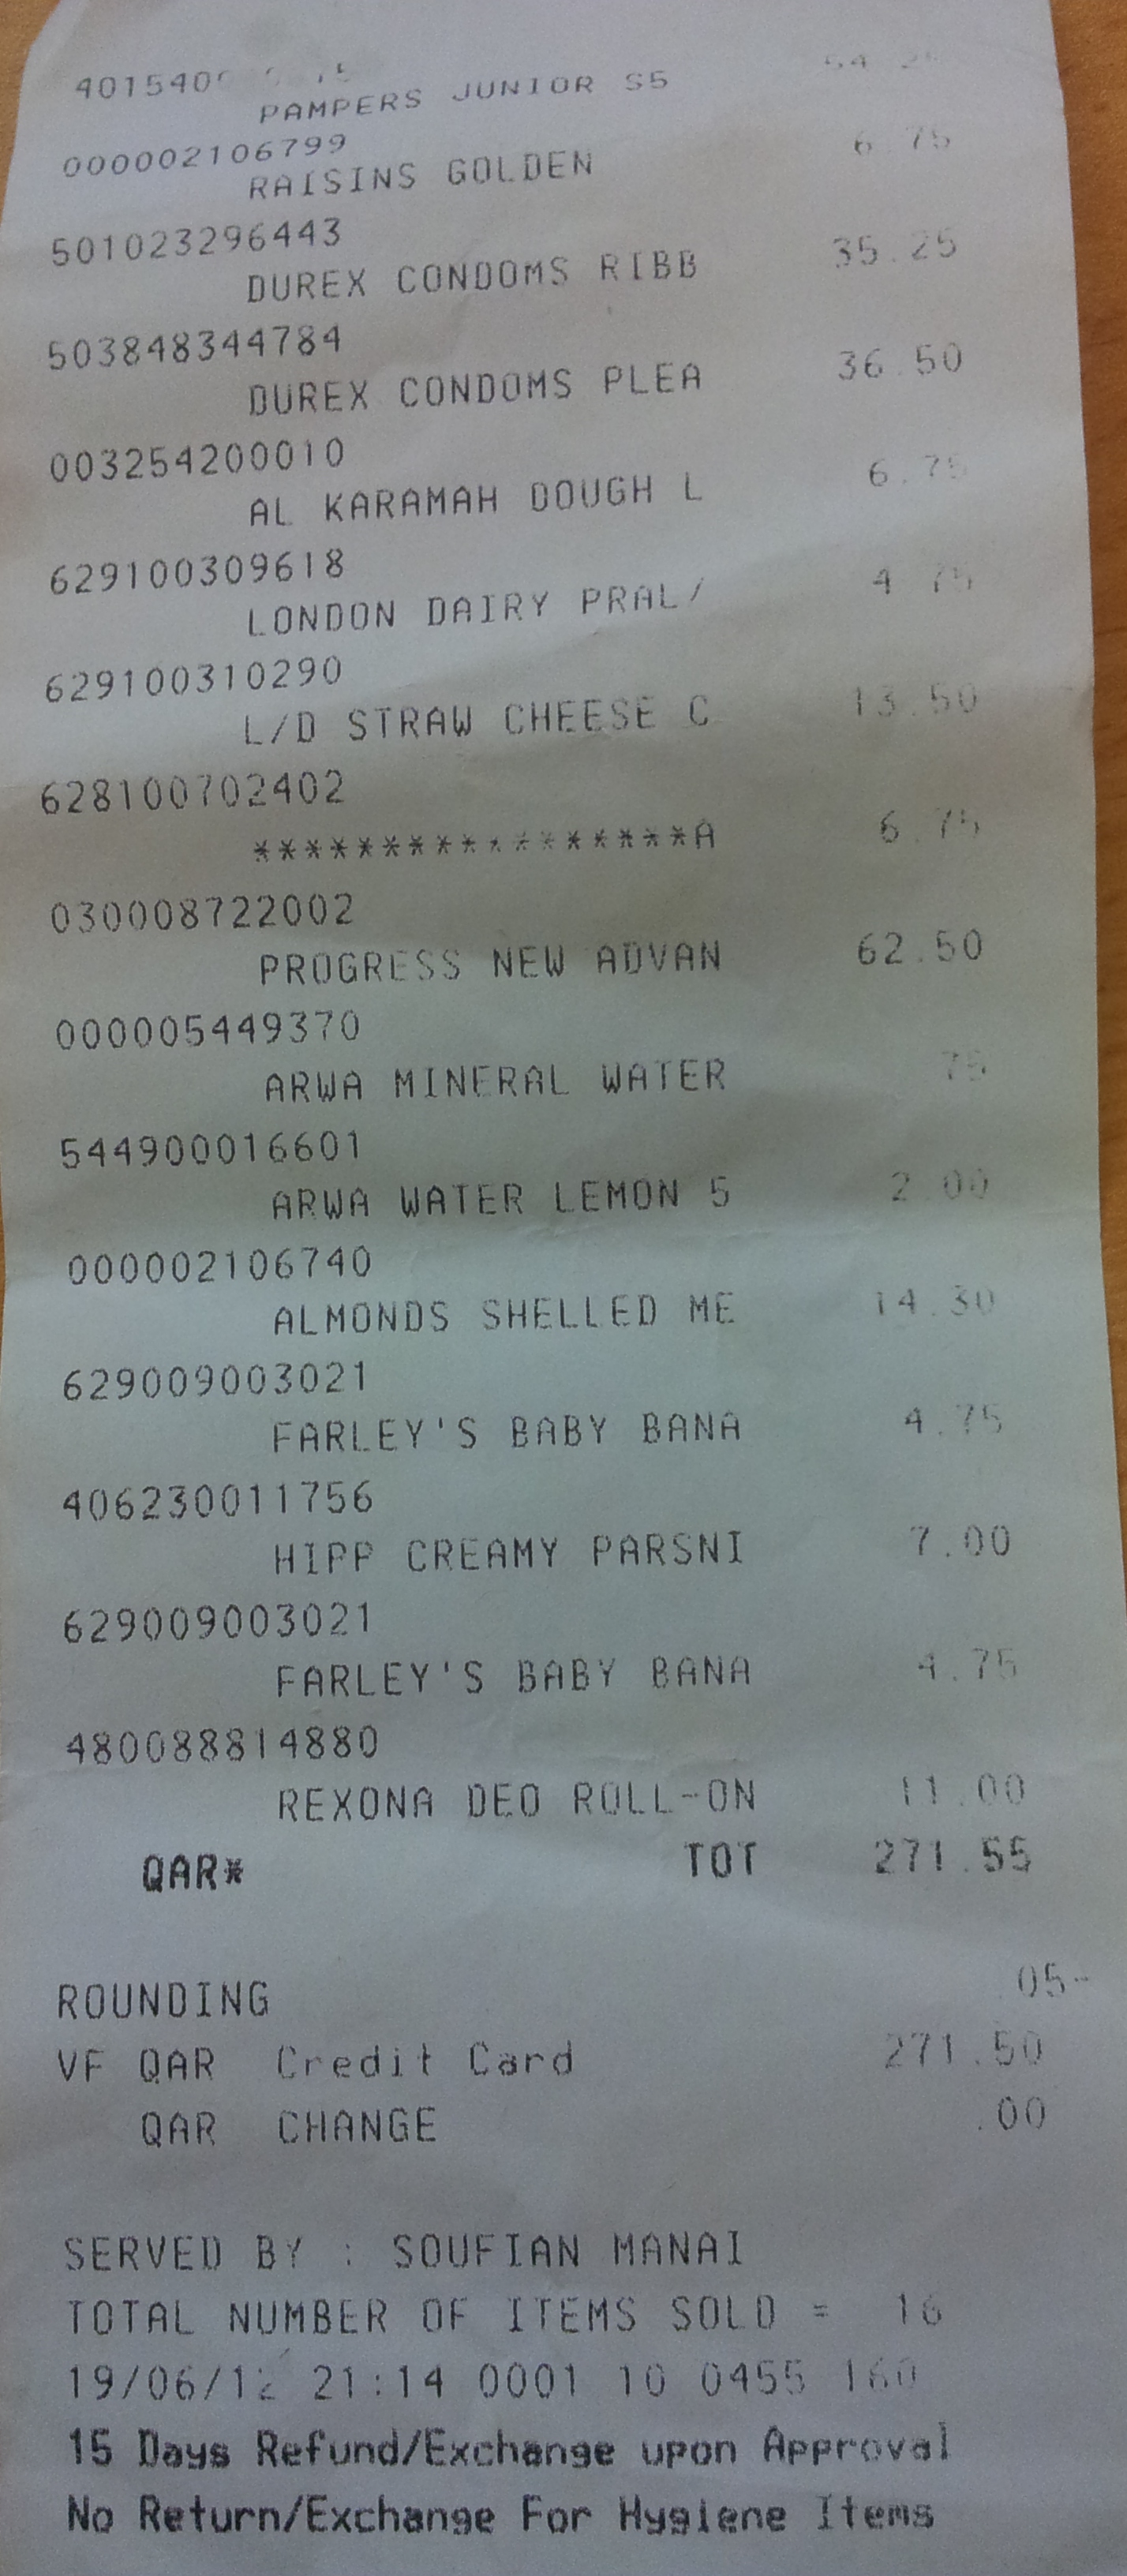 PAMPERS JUNIOR S5 54.25
000002106799
RAISINS GOLDEN 6.75
501023296443
DUREX CONDOMS RIBB 35.25
503848344784
DUREX CONDOMS PLEA 36.50
003254200010
AL KARAMAH DOUGH L 6.75
629100309618
LONDON DAIRY PRAL/ 4.75
629100310290
L/D STRAW CHEESE C 13.50
628100702402
*****************A 6.75
030008722002
PROGRESS NEW ADVAN 62.50
000005449370
ARWA MINERAL WATER .75
544900016601
ARWA WATER LEMON 5 2.00
000002106740
ALMONDS SHELLED ME 14.30
629009003021
FARLEY'S BABY BANA 4.75
406230011756
HIPP CREAMY PARSNI 7.00
629009003021
FARLEY'S BABY BANA 4.75
480088814880
REXONA DEO ROLL-ON 11.00
QAR* TOT 271.55
ROUNDING .05-
VF QAR Credit Card 271.50
QAR CHANGE .00
SERVED BY : SOUFIAN MANAI
TOTAL NUMBER OF ITEMS SOLD = 16
19/06/12 21:14 0001 10 0455 160
15 Days Refund/Exchange upon Approval
No Return/Exchange For Hygiene Items